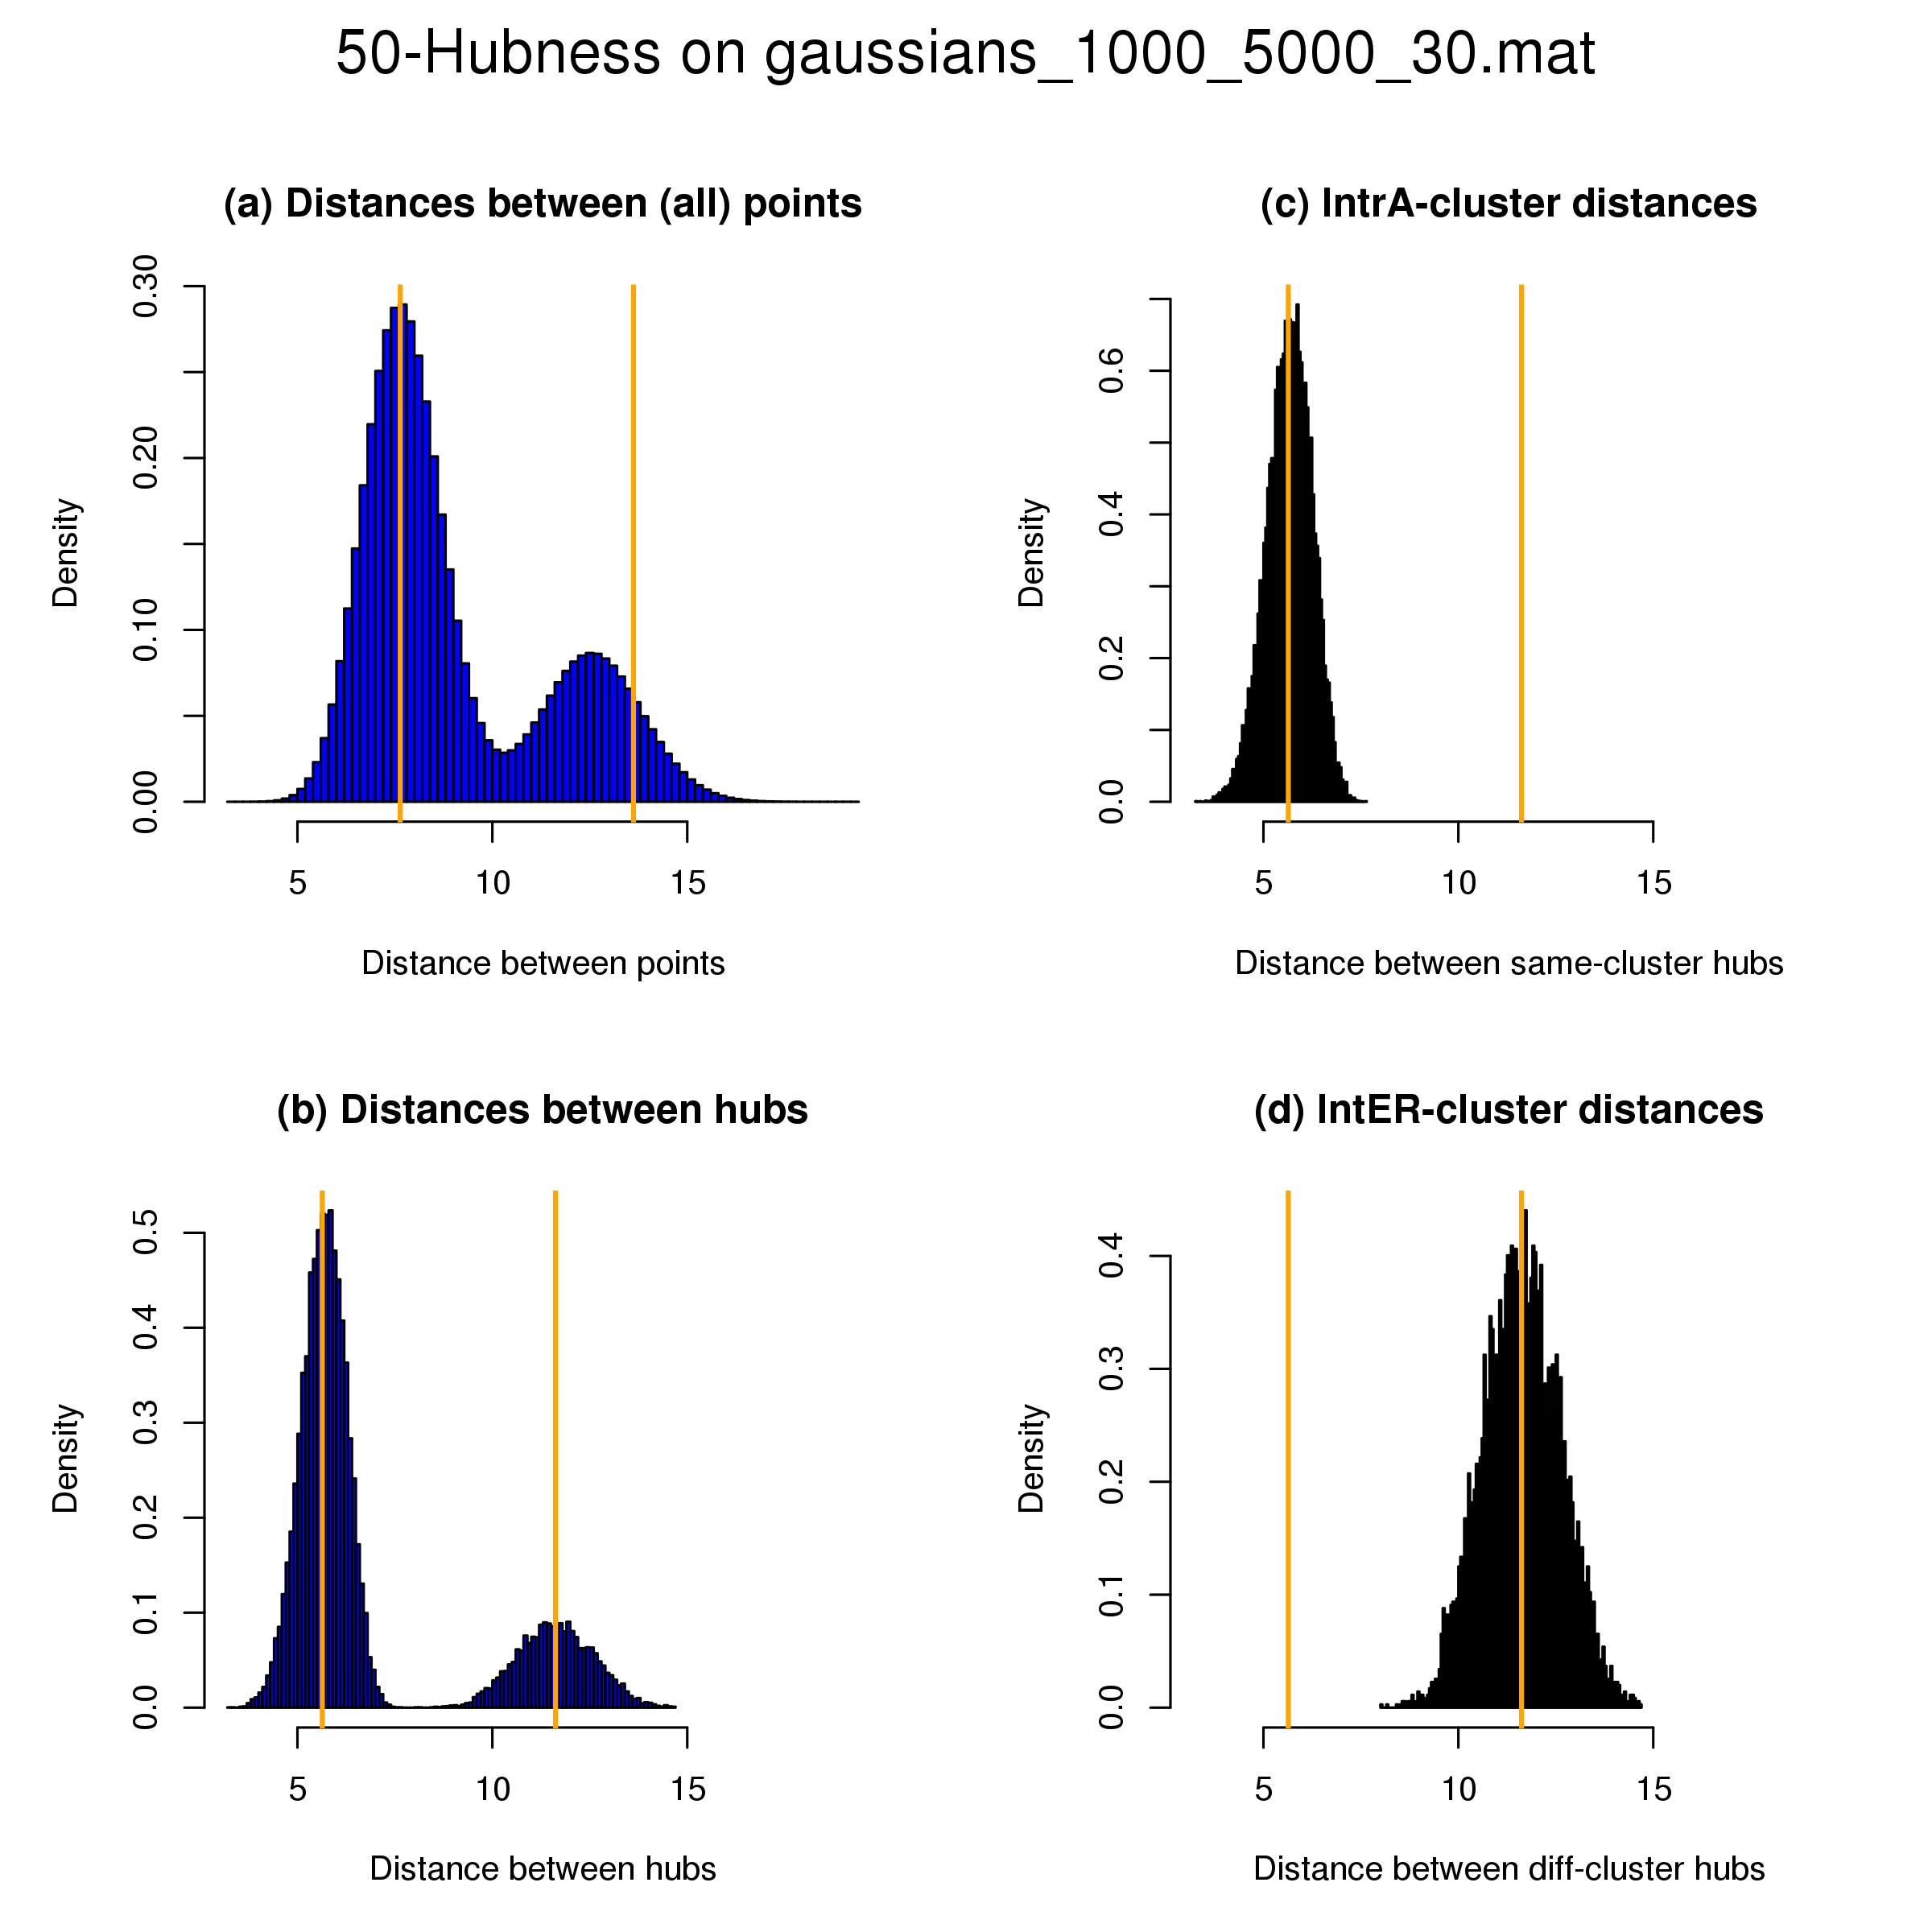 50-Hubness on gaussians_1000_5000_30.mat
(a) Distances between (all) points
Density
0.00 0.10 0.20 0.30
5 10 15
Distance between points
(c) IntrA-cluster distances
Density
0.0 0.2 0.4 0.6
5 10 15
Distance between same-cluster hubs
(b) Distances between hubs
Density
0.0 0.1 0.2 0.3 0.4 0.5
5 10 15
Distance between hubs
(d) IntER-cluster distances
Density
0.0 0.1 0.2 0.3 0.4
5 10 15
Distance between diff-cluster hubs